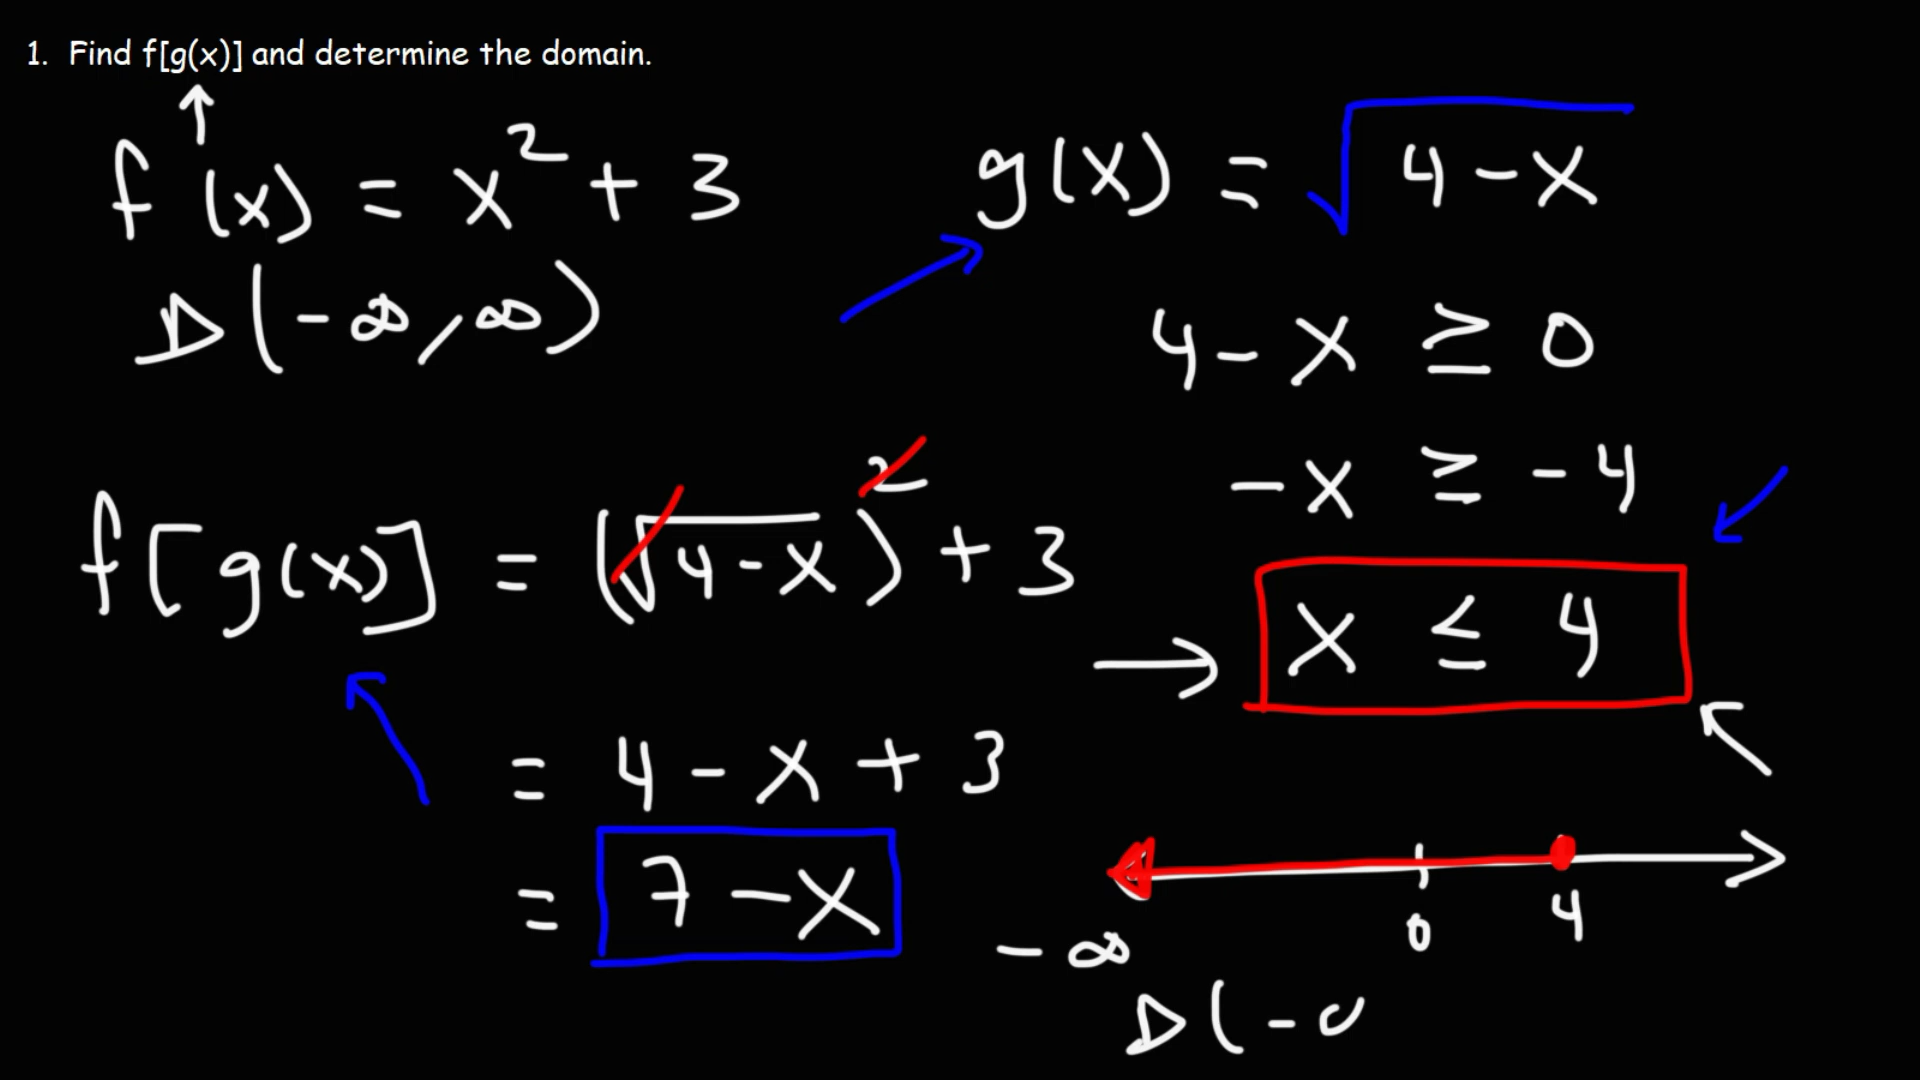 1. Find f[g(x)] and determine the domain.
f(x) = x² + 3
D(-∞,∞)
g(x) = √4-x
4-x ≥ 0
-x ≥ -4
x ≤ 4
f[g(x)] = (√4-x)² + 3
= 4-x+3
= 7-x
0 4
-∞
D(-